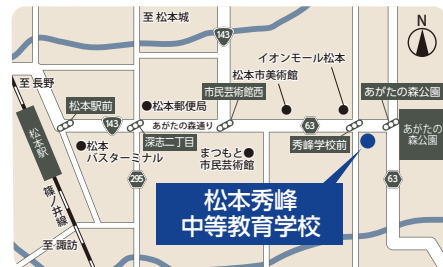 至 松本城
N
143
イオンモール松本
松本市美術館
至 長野
市民芸術館西
あがたの森公園
松本駅前
松本郵便局
143
あがたの森通り
63
松本駅
深志二丁目
秀峰学校前
あがたの
森公園
松本
バスターミナル
まつもと
市民芸術館
295
63
篠ノ井線
松本秀峰
中等教育学校
至 諏訪